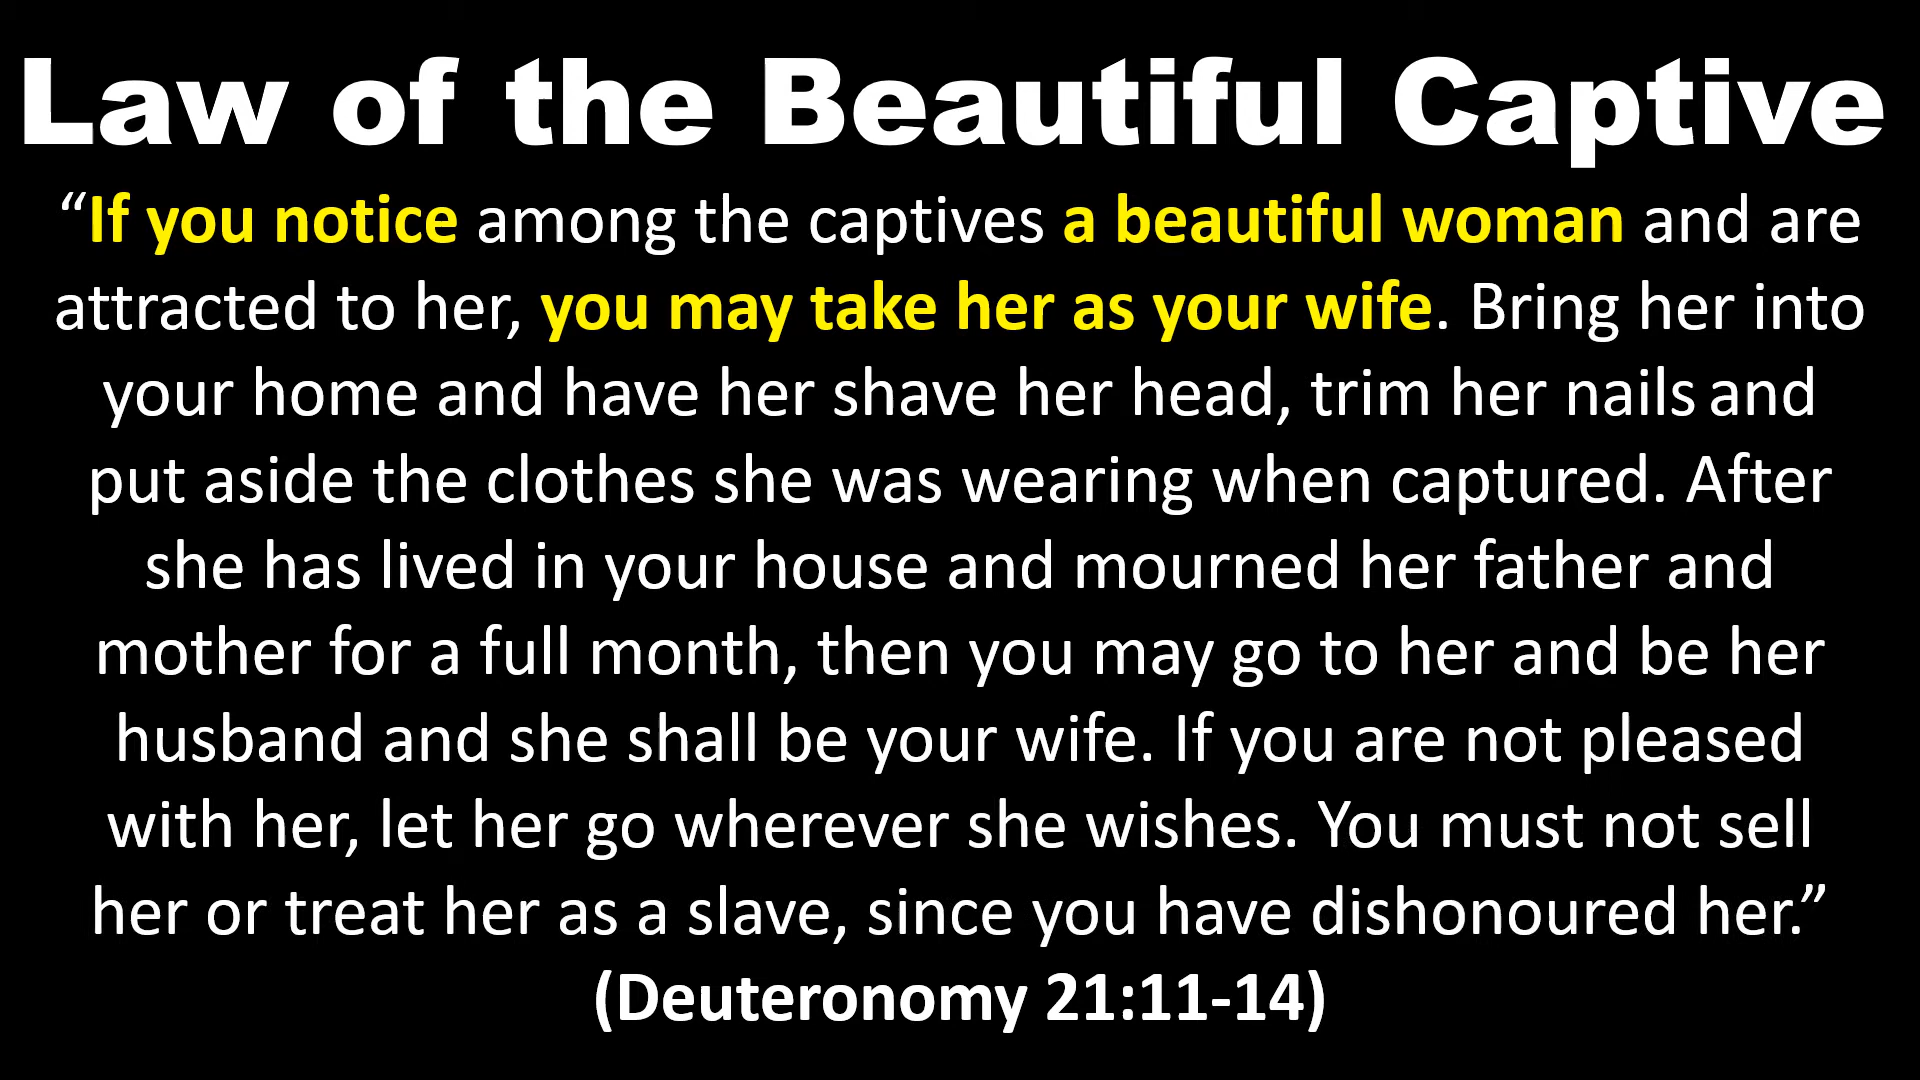 Law of the Beautiful Captive
“If you notice among the captives a beautiful woman and are
attracted to her, you may take her as your wife. Bring her into
your home and have her shave her head, trim her nails and
put aside the clothes she was wearing when captured. After
she has lived in your house and mourned her father and
mother for a full month, then you may go to her and be her
husband and she shall be your wife. If you are not pleased
with her, let her go wherever she wishes. You must not sell
her or treat her as a slave, since you have dishonoured her.”
(Deuteronomy 21:11-14)